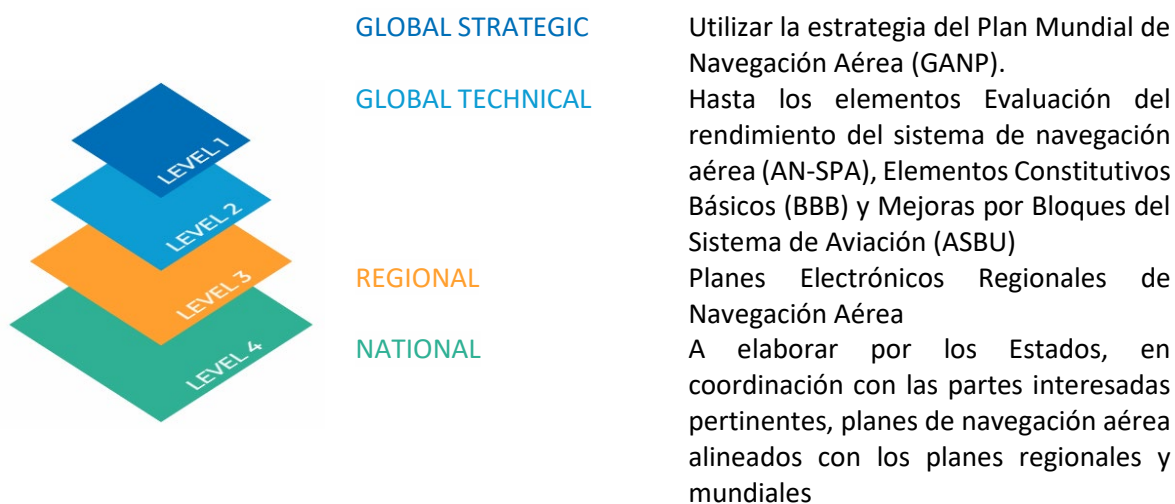 GLOBAL STRATEGIC
Utilizar la estrategia del Plan Mundial de
Navegación Aérea (GANP).
GLOBAL TECHNICAL
Hasta los elementos Evaluación del
rendimiento del sistema de navegación
aérea (AN-SPA), Elementos Constitutivos
Básicos (BBB) y Mejoras por Bloques del
Sistema de Aviación (ASBU)
REGIONAL
Planes Electrónicos Regionales de
Navegación Aérea
NATIONAL
A elaborar por los Estados, en
coordinación con las partes interesadas
pertinentes, planes de navegación aérea
alineados con los planes regionales y
mundiales
LEVEL 1
LEVEL 2
LEVEL 3
LEVEL 4